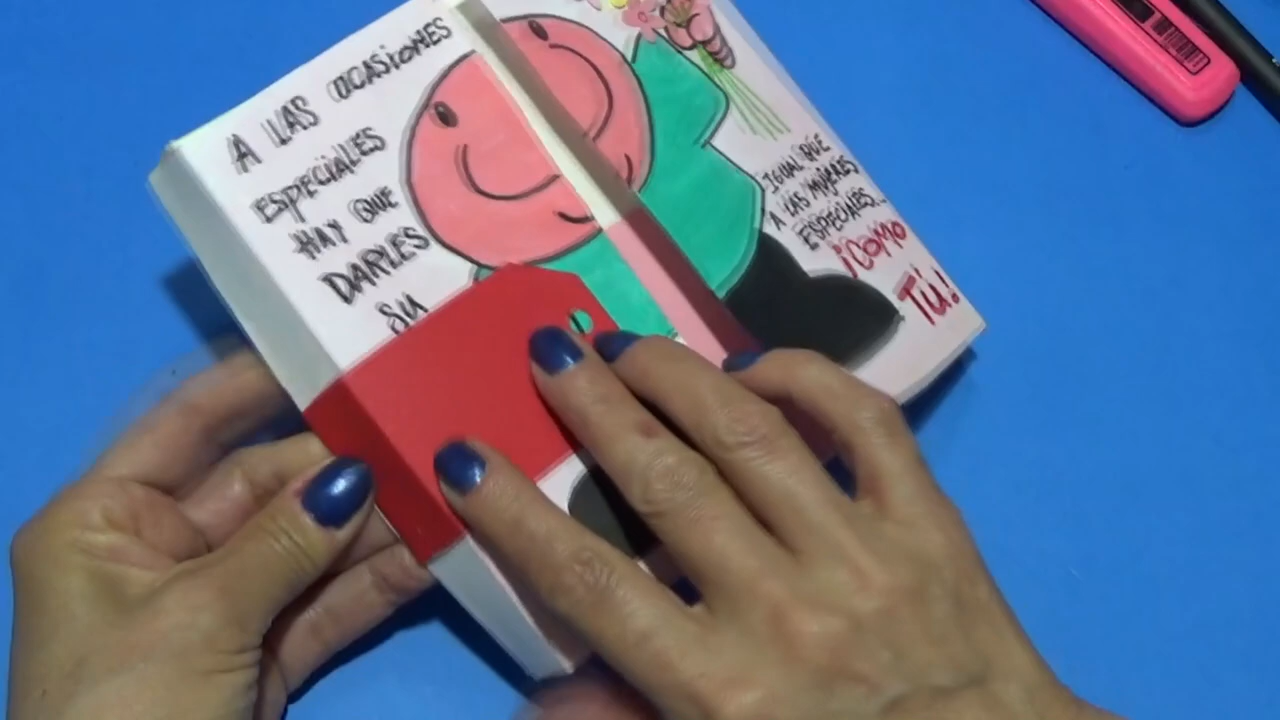 A LAS OCASIONES
ESPECIALES
HAY QUE
DARLES
SU
IGUAL QUE
A LAS MUJERES
ESPECIALES...
¡COMO
TÚ!